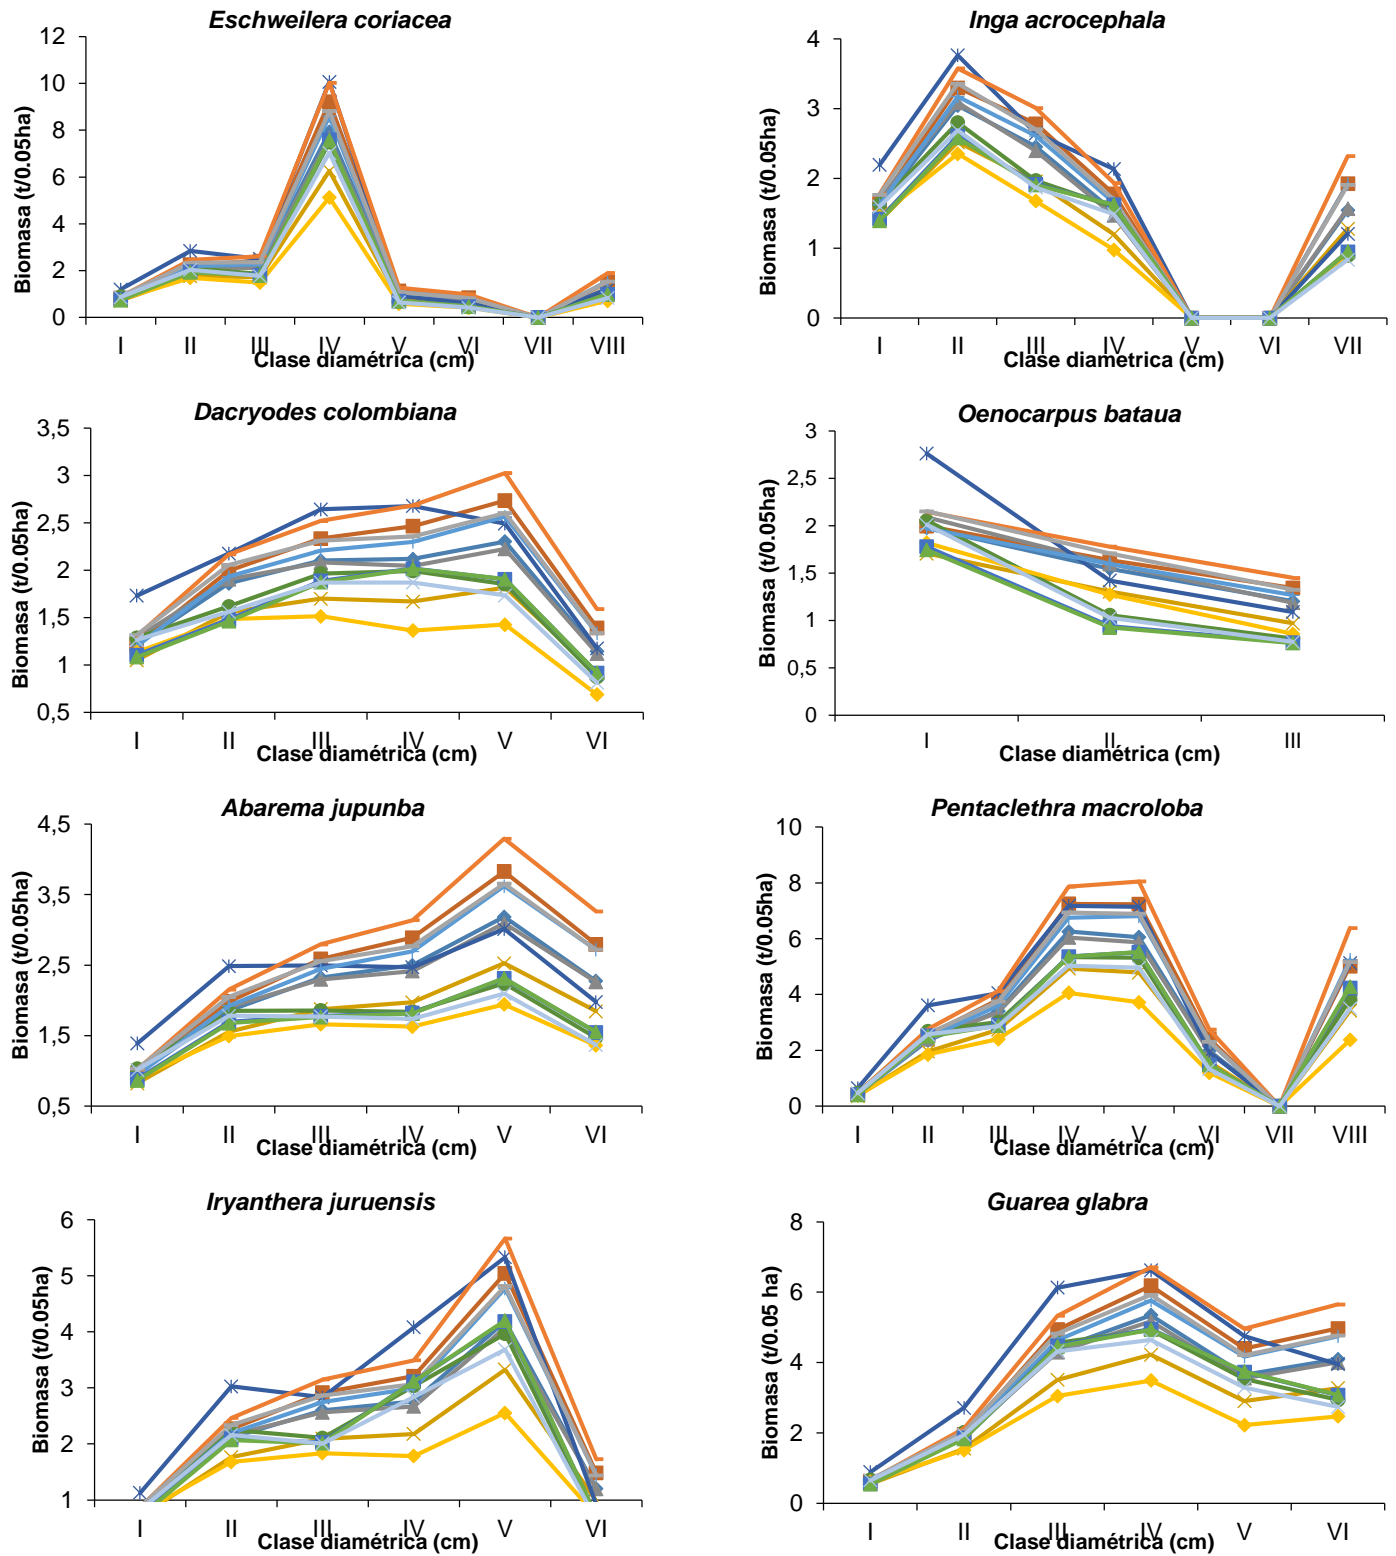 Eschweilera coriacea
12
10
8
6
4
2
0
Biomasa (t/0.05ha)
I II III IV V VI VII VIII
Clase diamétrica (cm)
Inga acrocephala
4
3
2
1
0
Biomasa (t/0.05ha)
I II III IV V VI VII
Clase diamétrica (cm)
Dacryodes colombiana
3,5
3
2,5
2
1,5
1
0,5
Biomasa (t/0.05ha)
I II III IV V VI
Clase diamétrica (cm)
Oenocarpus bataua
3
2,5
2
1,5
1
0,5
0
Biomasa (t/0.05ha)
I II III
Clase diamétrica (cm)
Abarema jupunba
4,5
3,5
2,5
1,5
0,5
Biomasa (t/0.05ha)
I II III IV V VI
Clase diamétrica (cm)
Pentaclethra macroloba
10
8
6
4
2
0
Biomasa (t/0.05ha)
I II III IV V VI VII VIII
Clase diamétrica (cm)
Iryanthera juruensis
6
5
4
3
2
1
Biomasa (t/0.05ha)
I II III IV V VI
Clase diamétrica (cm)
Guarea glabra
8
6
4
2
0
Biomasa (t/0.05 ha)
I II III IV V VI
Clase diamétrica (cm)